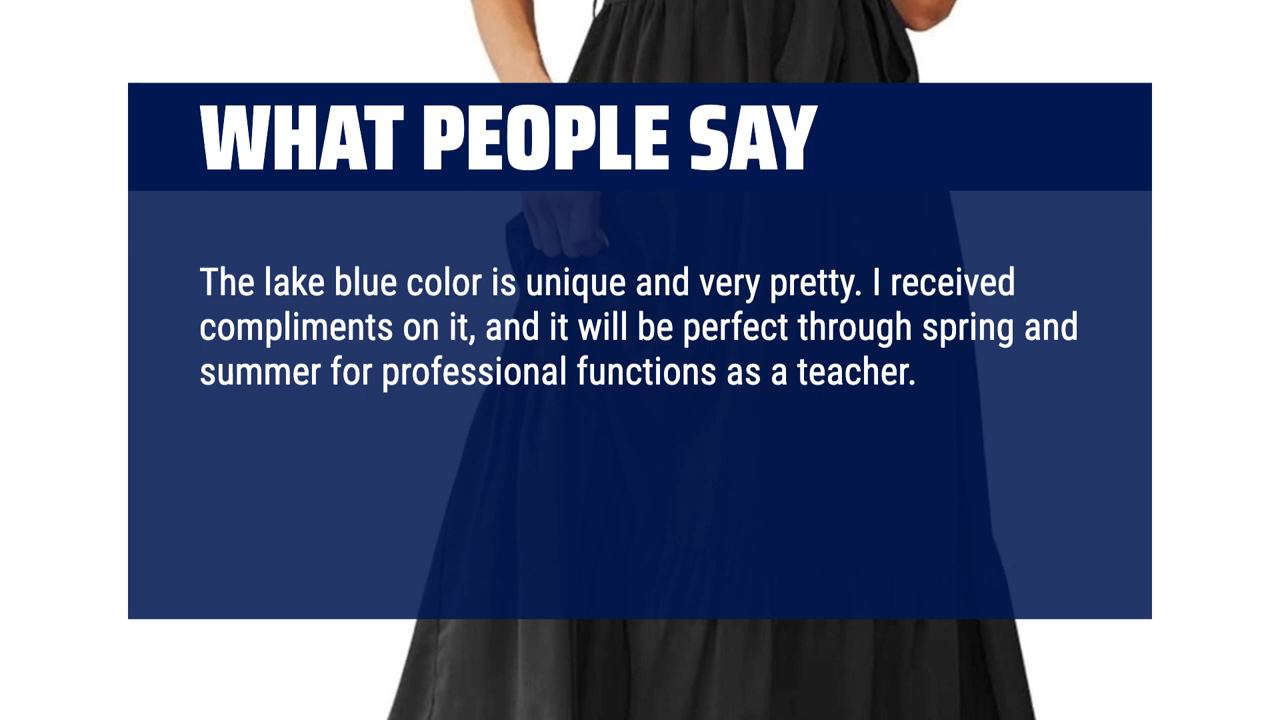 WHAT PEOPLE SAY
The lake blue color is unique and very pretty. I received
compliments on it, and it will be perfect through spring and
summer for professional functions as a teacher.